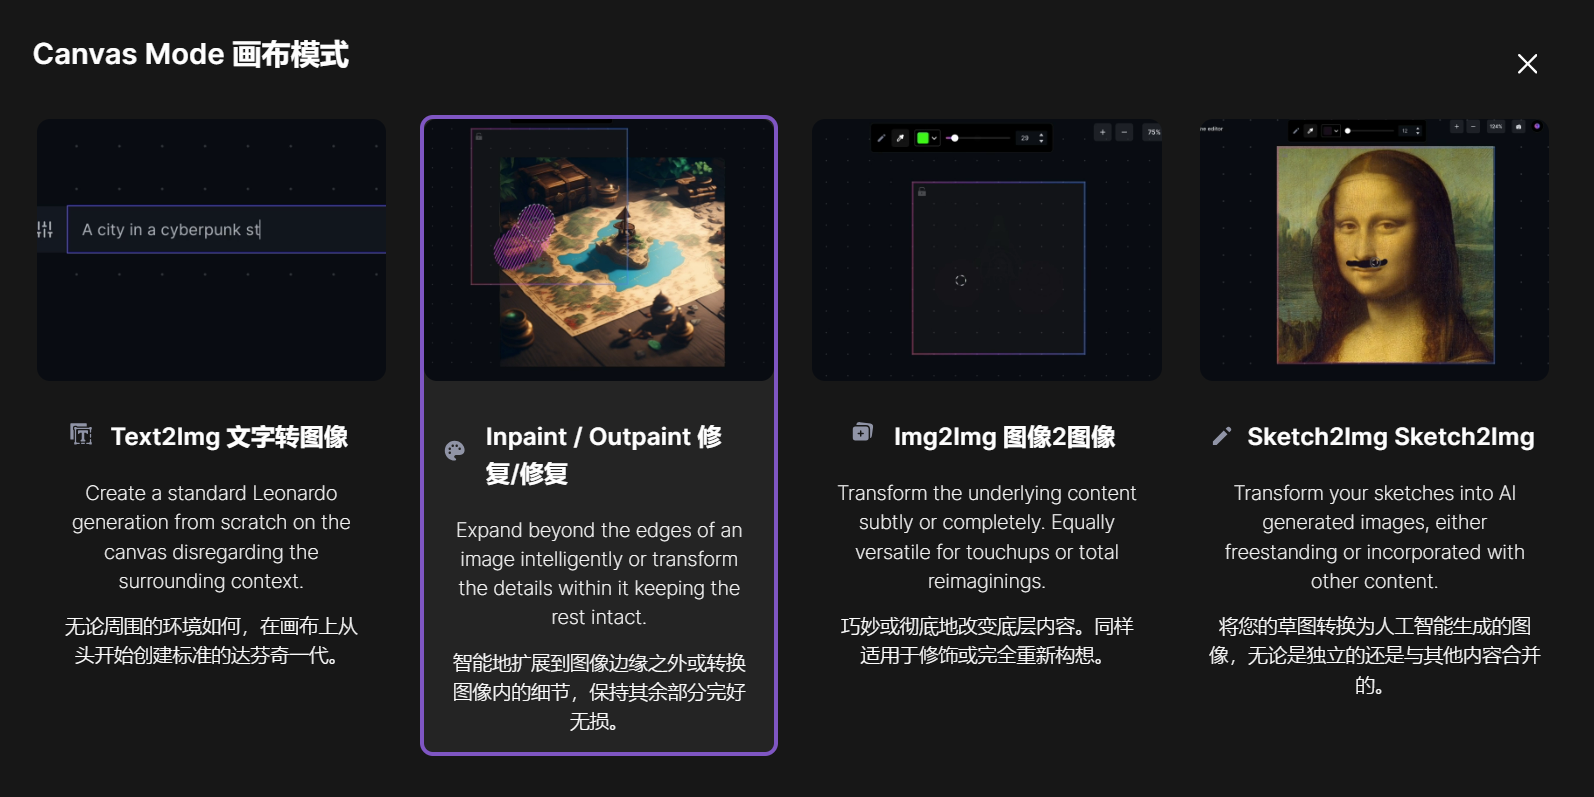 Canvas Mode 画布模式
A city in a cyberpunk st
29
75%
ne editor
12
124%
Text2Img 文字转图像
Create a standard Leonardo
generation from scratch on the
canvas disregarding the
surrounding context.
无论周围的环境如何，在画布上从
头开始创建标准的达芬奇一代。
Inpaint / Outpaint 修
复/修复
Expand beyond the edges of an
image intelligently or transform
the details within it keeping the
rest intact.
智能地扩展到图像边缘之外或转换
图像内的细节，保持其余部分完好
无损。
Img2Img 图像2图像
Transform the underlying content
subtly or completely. Equally
versatile for touchups or total
reimaginings.
巧妙或彻底地改变底层内容。同样
适用于修饰或完全重新构想。
Sketch2Img Sketch2Img
Transform your sketches into AI
generated images, either
freestanding or incorporated with
other content.
将您的草图转换为人工智能生成的图
像，无论是独立的还是与其他内容合并
的。